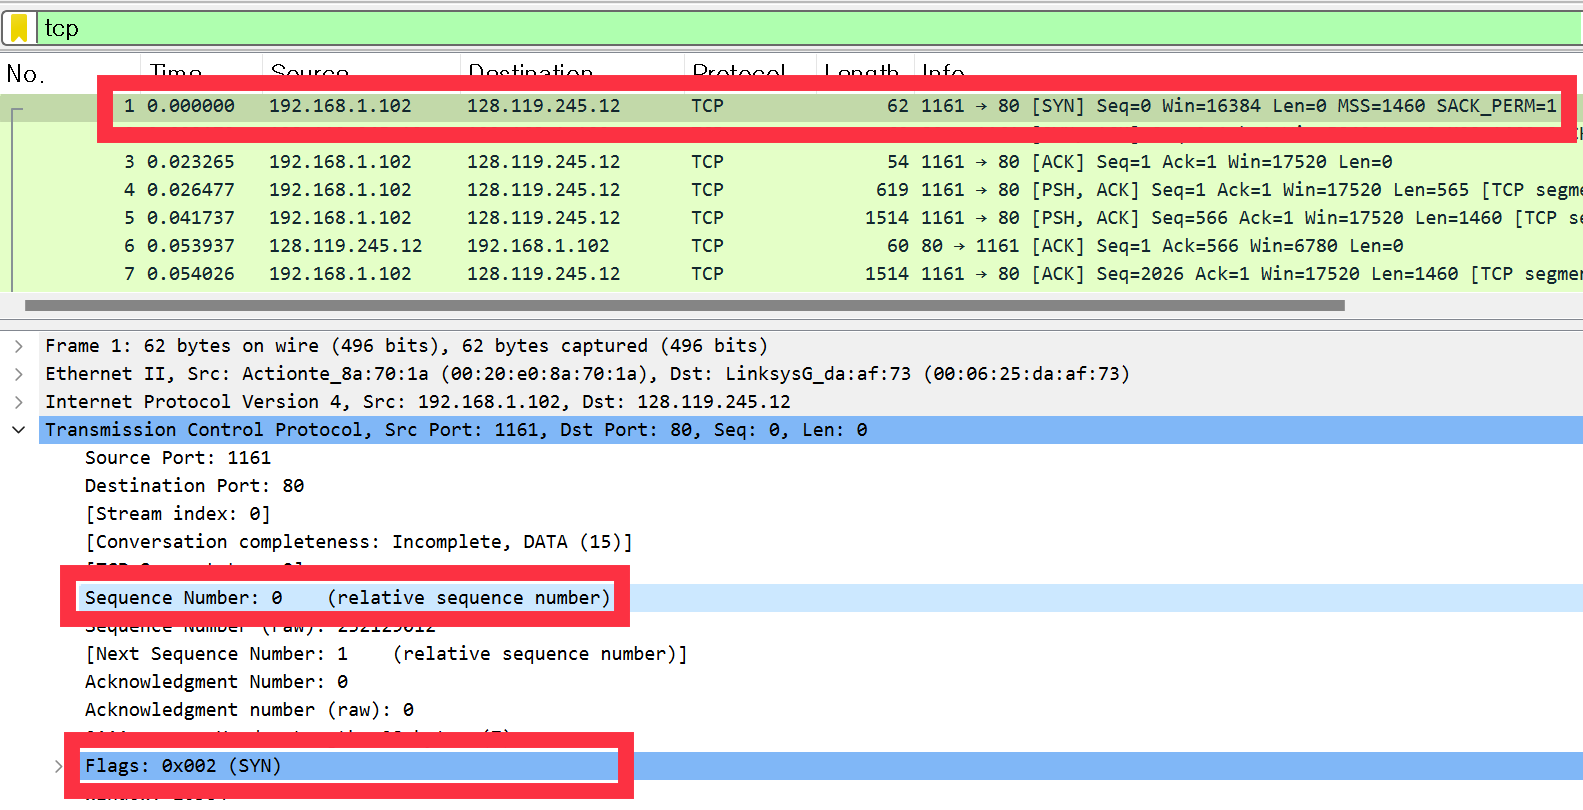 tcp
No. Time Source Destination Protocol Length Info
1 0.000000 192.168.1.102 128.119.245.12 TCP 62 1161 → 80 [SYN] Seq=0 Win=16384 Len=0 MSS=1460 SACK_PERM=1
3 0.023265 192.168.1.102 128.119.245.12 TCP 54 1161 → 80 [ACK] Seq=1 Ack=1 Win=17520 Len=0
4 0.026477 192.168.1.102 128.119.245.12 TCP 619 1161 → 80 [PSH, ACK] Seq=1 Ack=1 Win=17520 Len=565 [TCP segme
5 0.041737 192.168.1.102 128.119.245.12 TCP 1514 1161 → 80 [PSH, ACK] Seq=566 Ack=1 Win=17520 Len=1460 [TCP se
6 0.053937 128.119.245.12 192.168.1.102 TCP 60 80 → 1161 [ACK] Seq=1 Ack=566 Win=6780 Len=0
7 0.054026 192.168.1.102 128.119.245.12 TCP 1514 1161 → 80 [ACK] Seq=2026 Ack=1 Win=17520 Len=1460 [TCP segmen
Frame 1: 62 bytes on wire (496 bits), 62 bytes captured (496 bits)
Ethernet II, Src: Actionte_8a:70:1a (00:20:e0:8a:70:1a), Dst: LinksysG_da:af:73 (00:06:25:da:af:73)
Internet Protocol Version 4, Src: 192.168.1.102, Dst: 128.119.245.12
Transmission Control Protocol, Src Port: 1161, Dst Port: 80, Seq: 0, Len: 0
Source Port: 1161
Destination Port: 80
[Stream index: 0]
[Conversation completeness: Incomplete, DATA (15)]
Sequence Number: 0 (relative sequence number)
Sequence Number (raw): 232129012
[Next Sequence Number: 1 (relative sequence number)]
Acknowledgment Number: 0
Acknowledgment number (raw): 0
Flags: 0x002 (SYN)